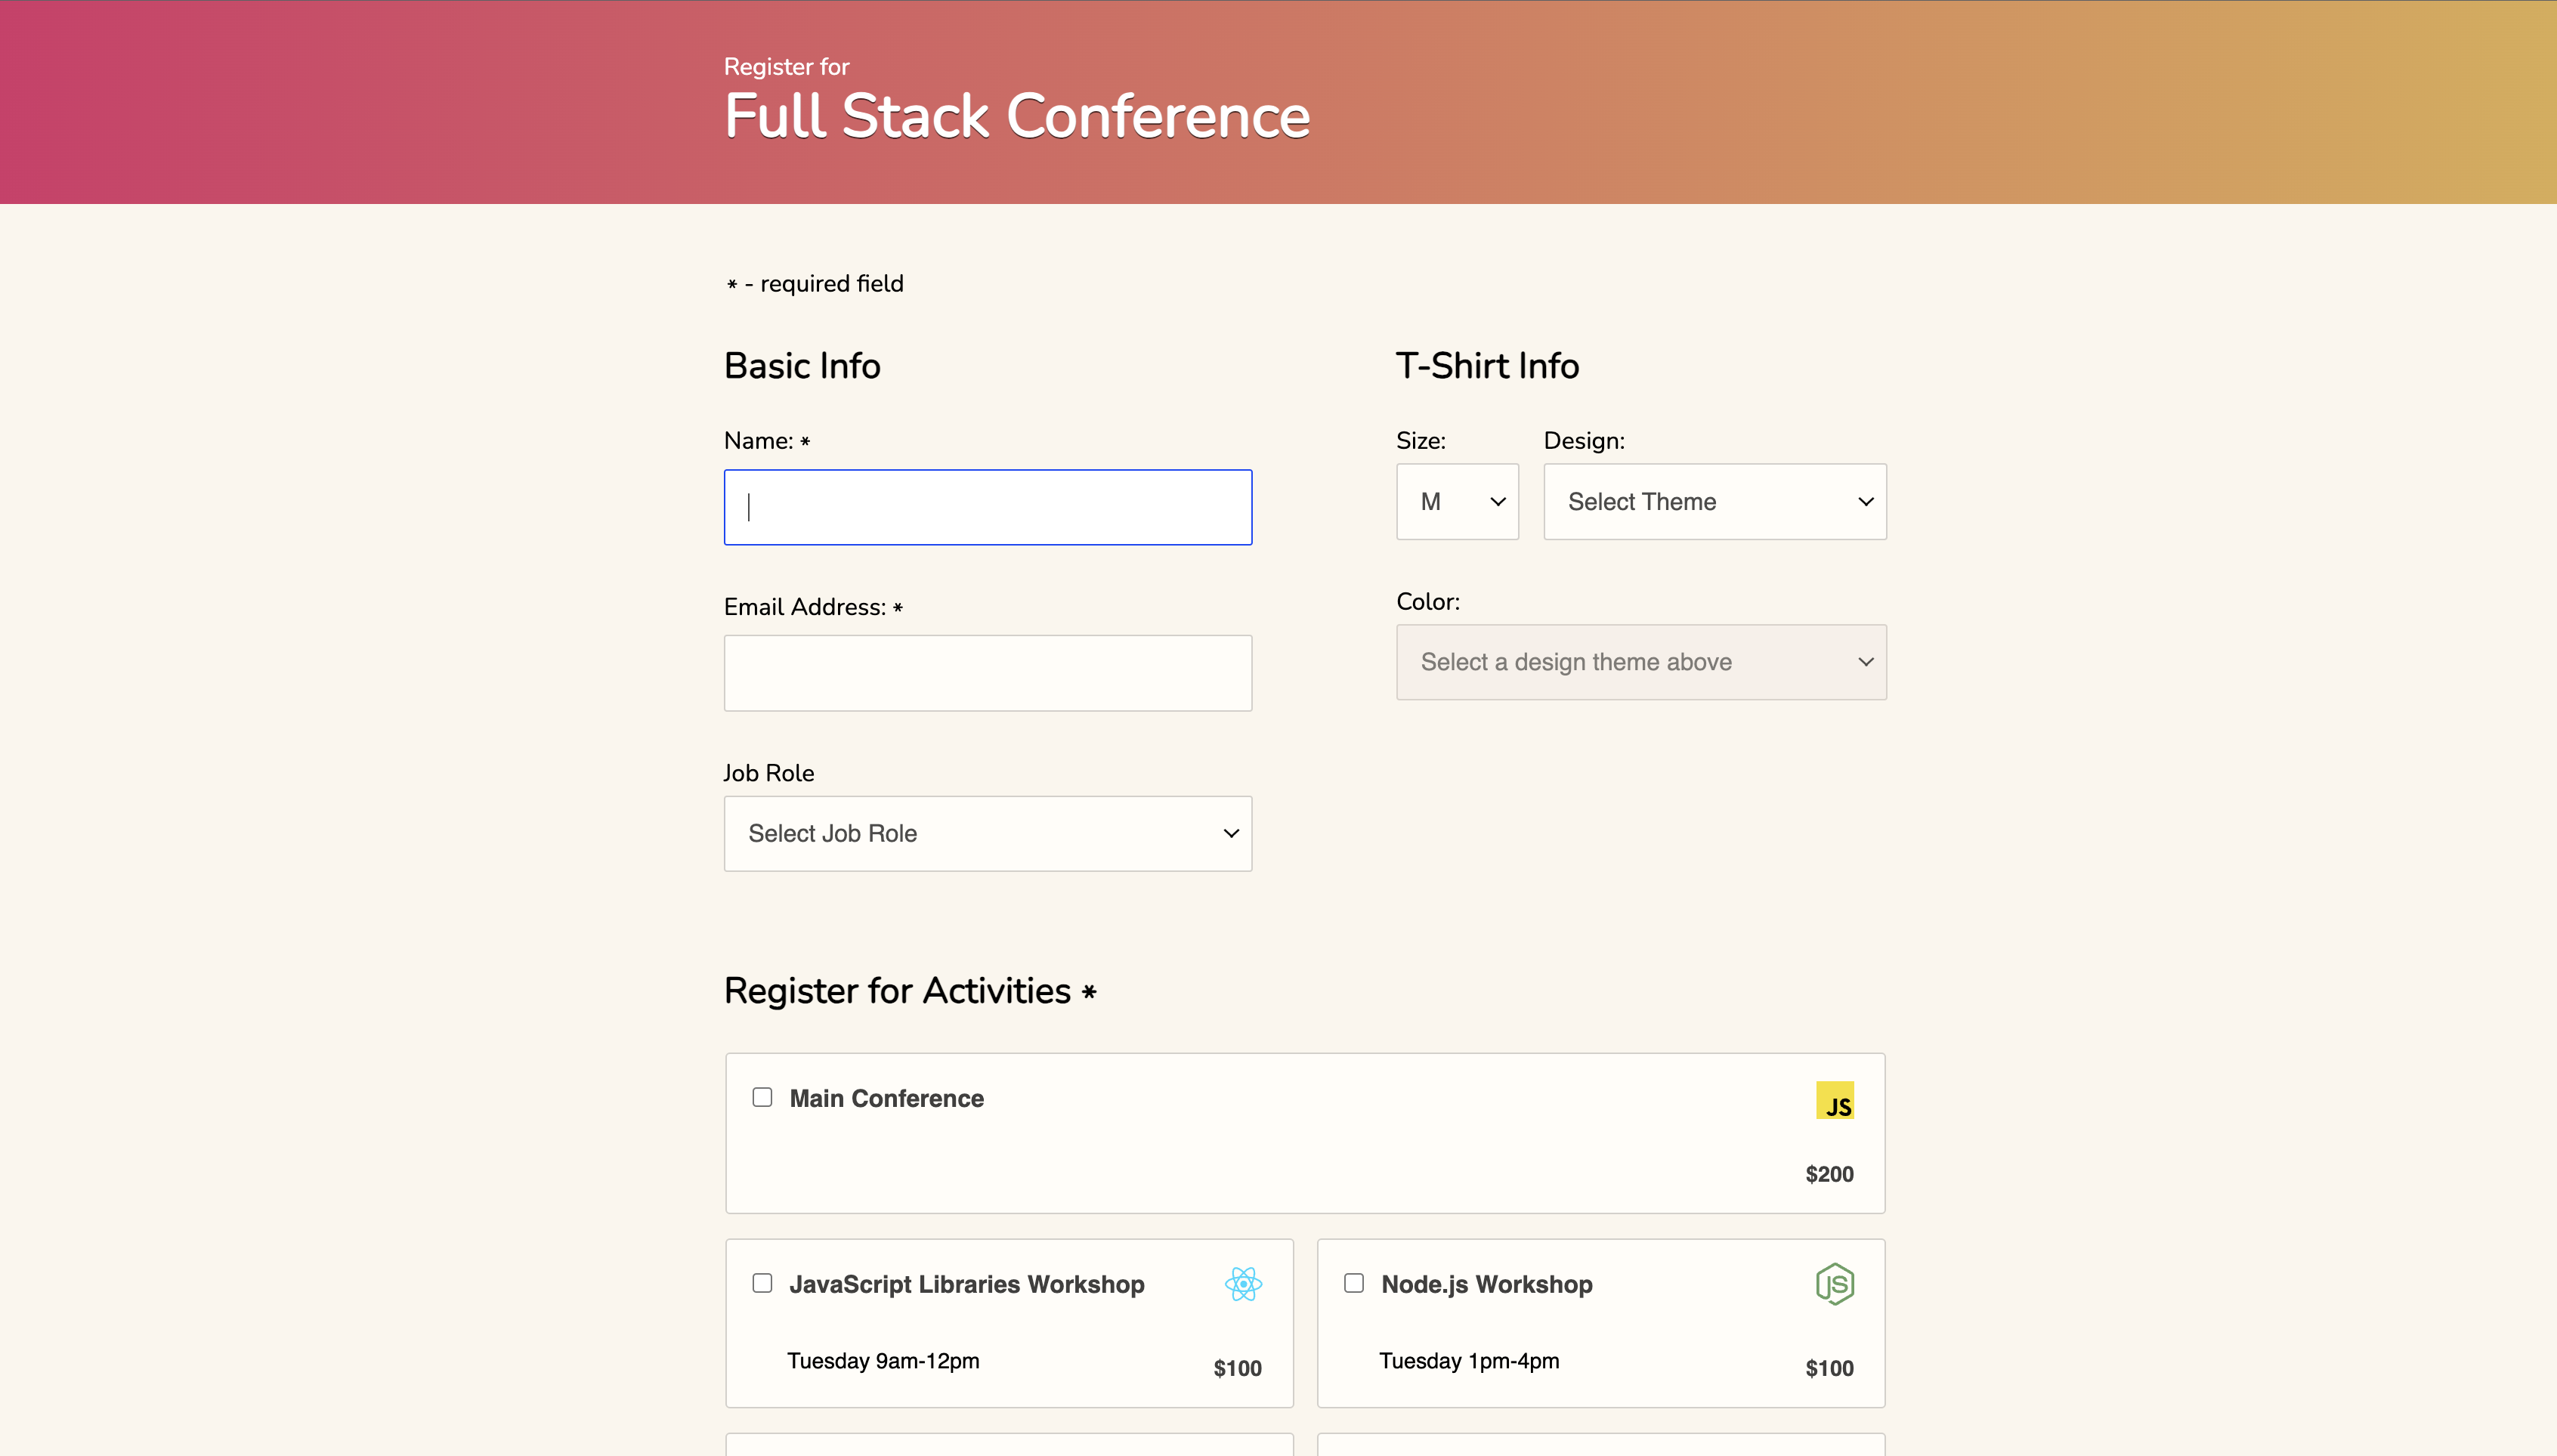 Register for
Full Stack Conference
* - required field
Basic Info
Name: *
Email Address: *
Job Role
Select Job Role
T-Shirt Info
Size:
M
Design:
Select Theme
Color:
Select a design theme above
Register for Activities *
Main Conference
JS
$200
JavaScript Libraries Workshop
Tuesday 9am-12pm
$100
Node.js Workshop
JS
Tuesday 1pm-4pm
$100